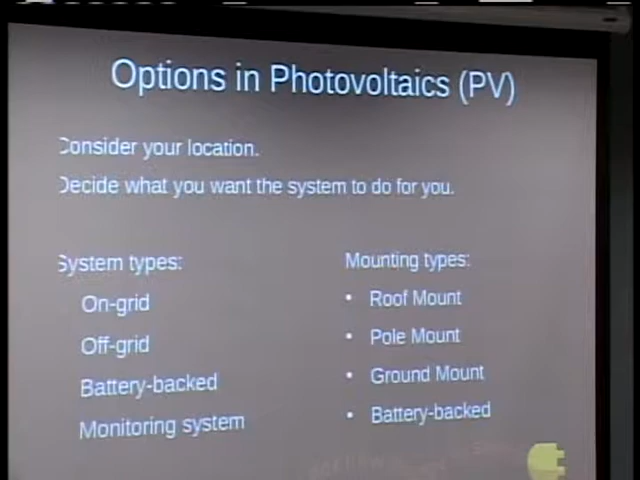 Options in Photovoltaics (PV)
Consider your location.
Decide what you want the system to do for you.
System types:
On-grid
Off-grid
Battery-backed
Monitoring system
Mounting types:
• Roof Mount
• Pole Mount
• Ground Mount
• Battery-backed